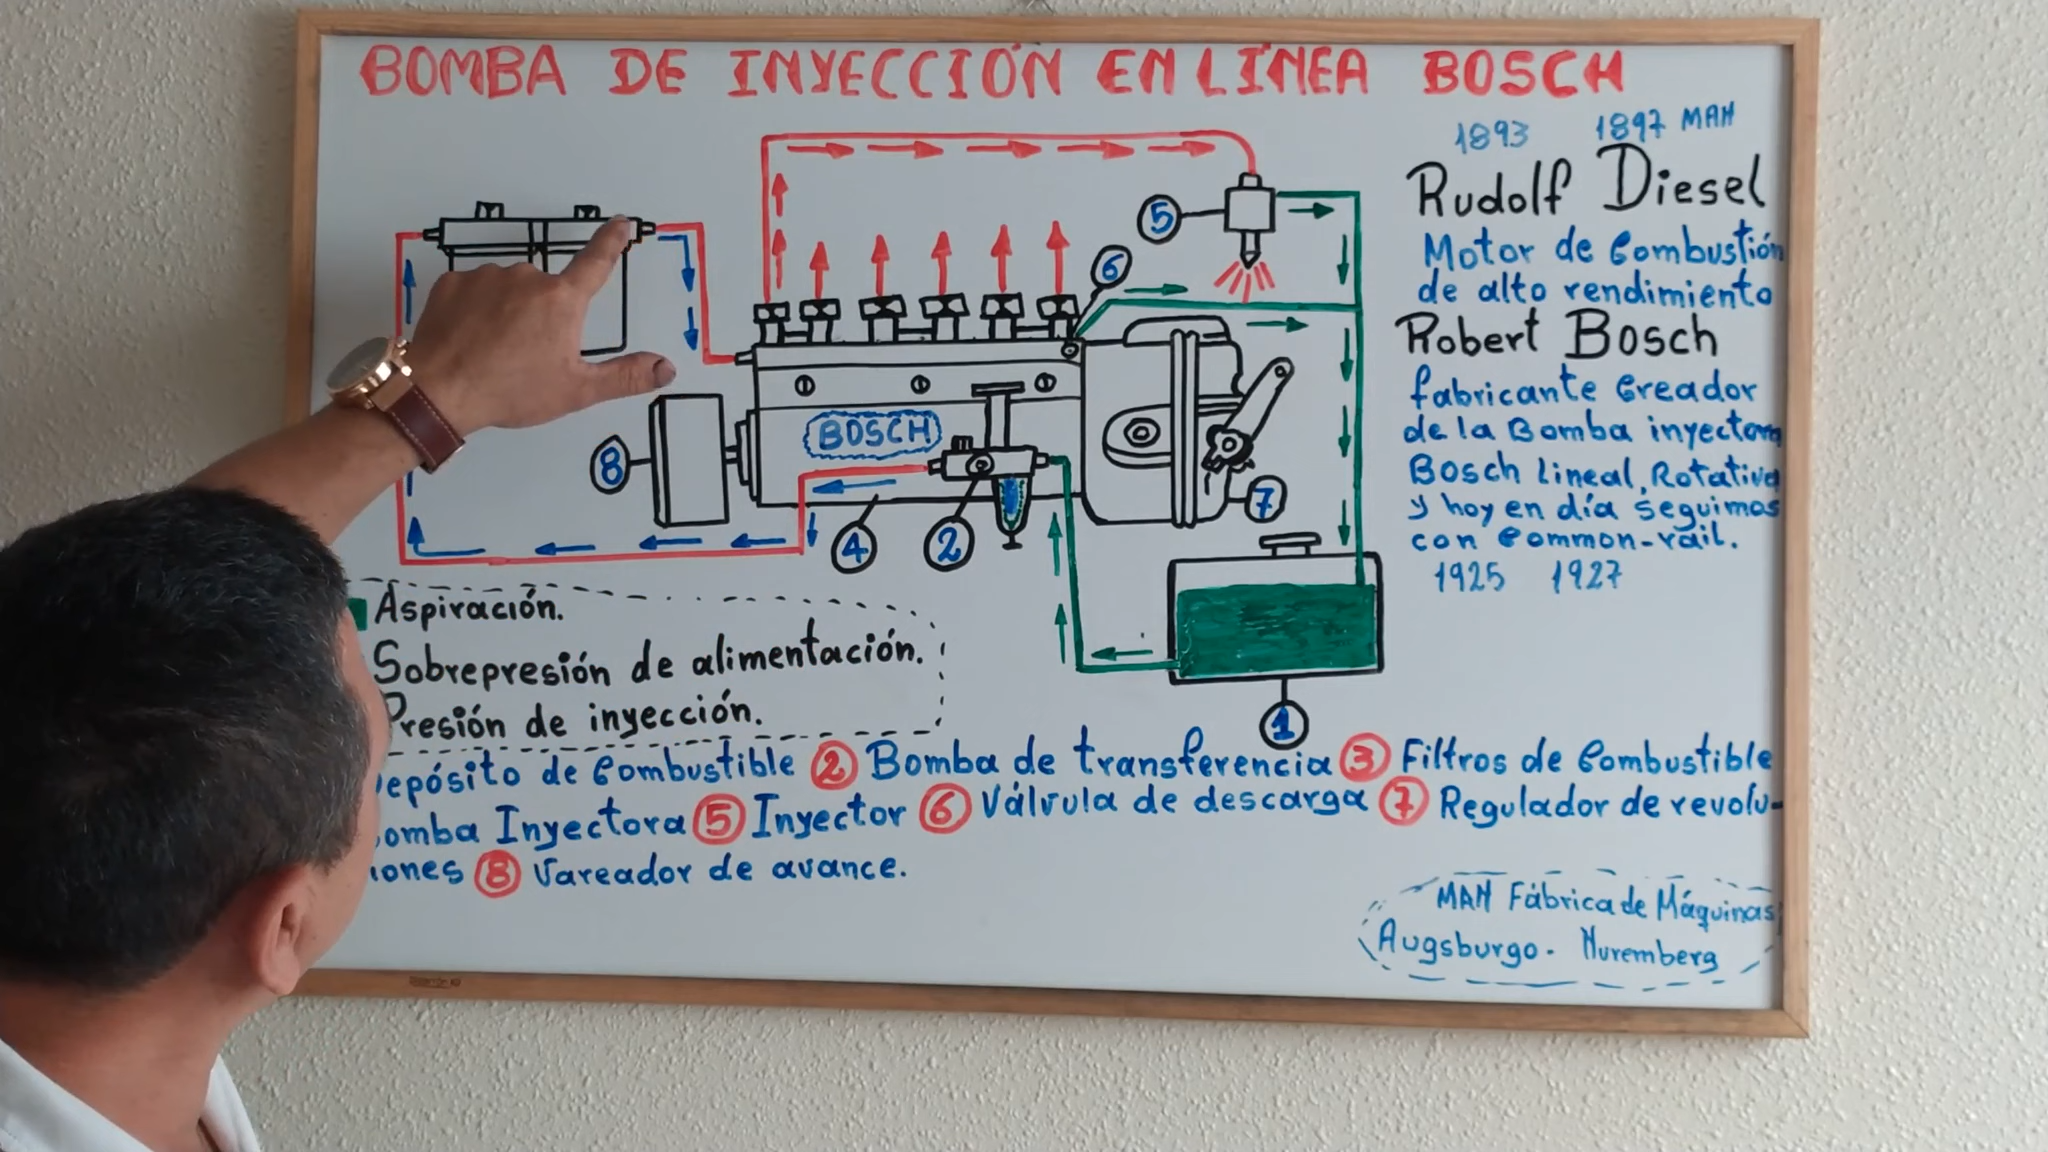 BOMBA DE INYECCIÓN EN LÍNEA BOSCH
1893 1897 MAN
Rudolf Diesel
Motor de Combustión
de alto rendimiento
Robert Bosch
fabricante Creador
de la Bomba inyectora
Bosch lineal, Rotativa
y hoy en día seguimos
con Common-rail.
1925 1927
5
6
BOSCH
8
7
4
2
1
Aspiración.
Sobrepresión de alimentación.
Presión de inyección.
epósito de Combustible 2 Bomba de transferencia 3 Filtros de Combustible
omba Inyectora 5 Inyector 6 Válvula de descarga 7 Regulador de revolu-
iones 8 Vareador de avance.
MAN Fábrica de Máquinas
Augsburgo - Nuremberg